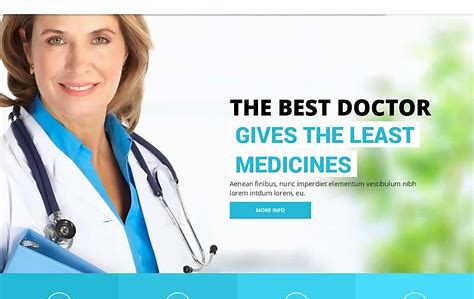 THE BEST DOCTOR
GIVES THE LEAST
MEDICINES
Aenean finibus, nunc imperdiet elementum vestibulum nibh
lorem intdum lorem, eu.
MORE INFO